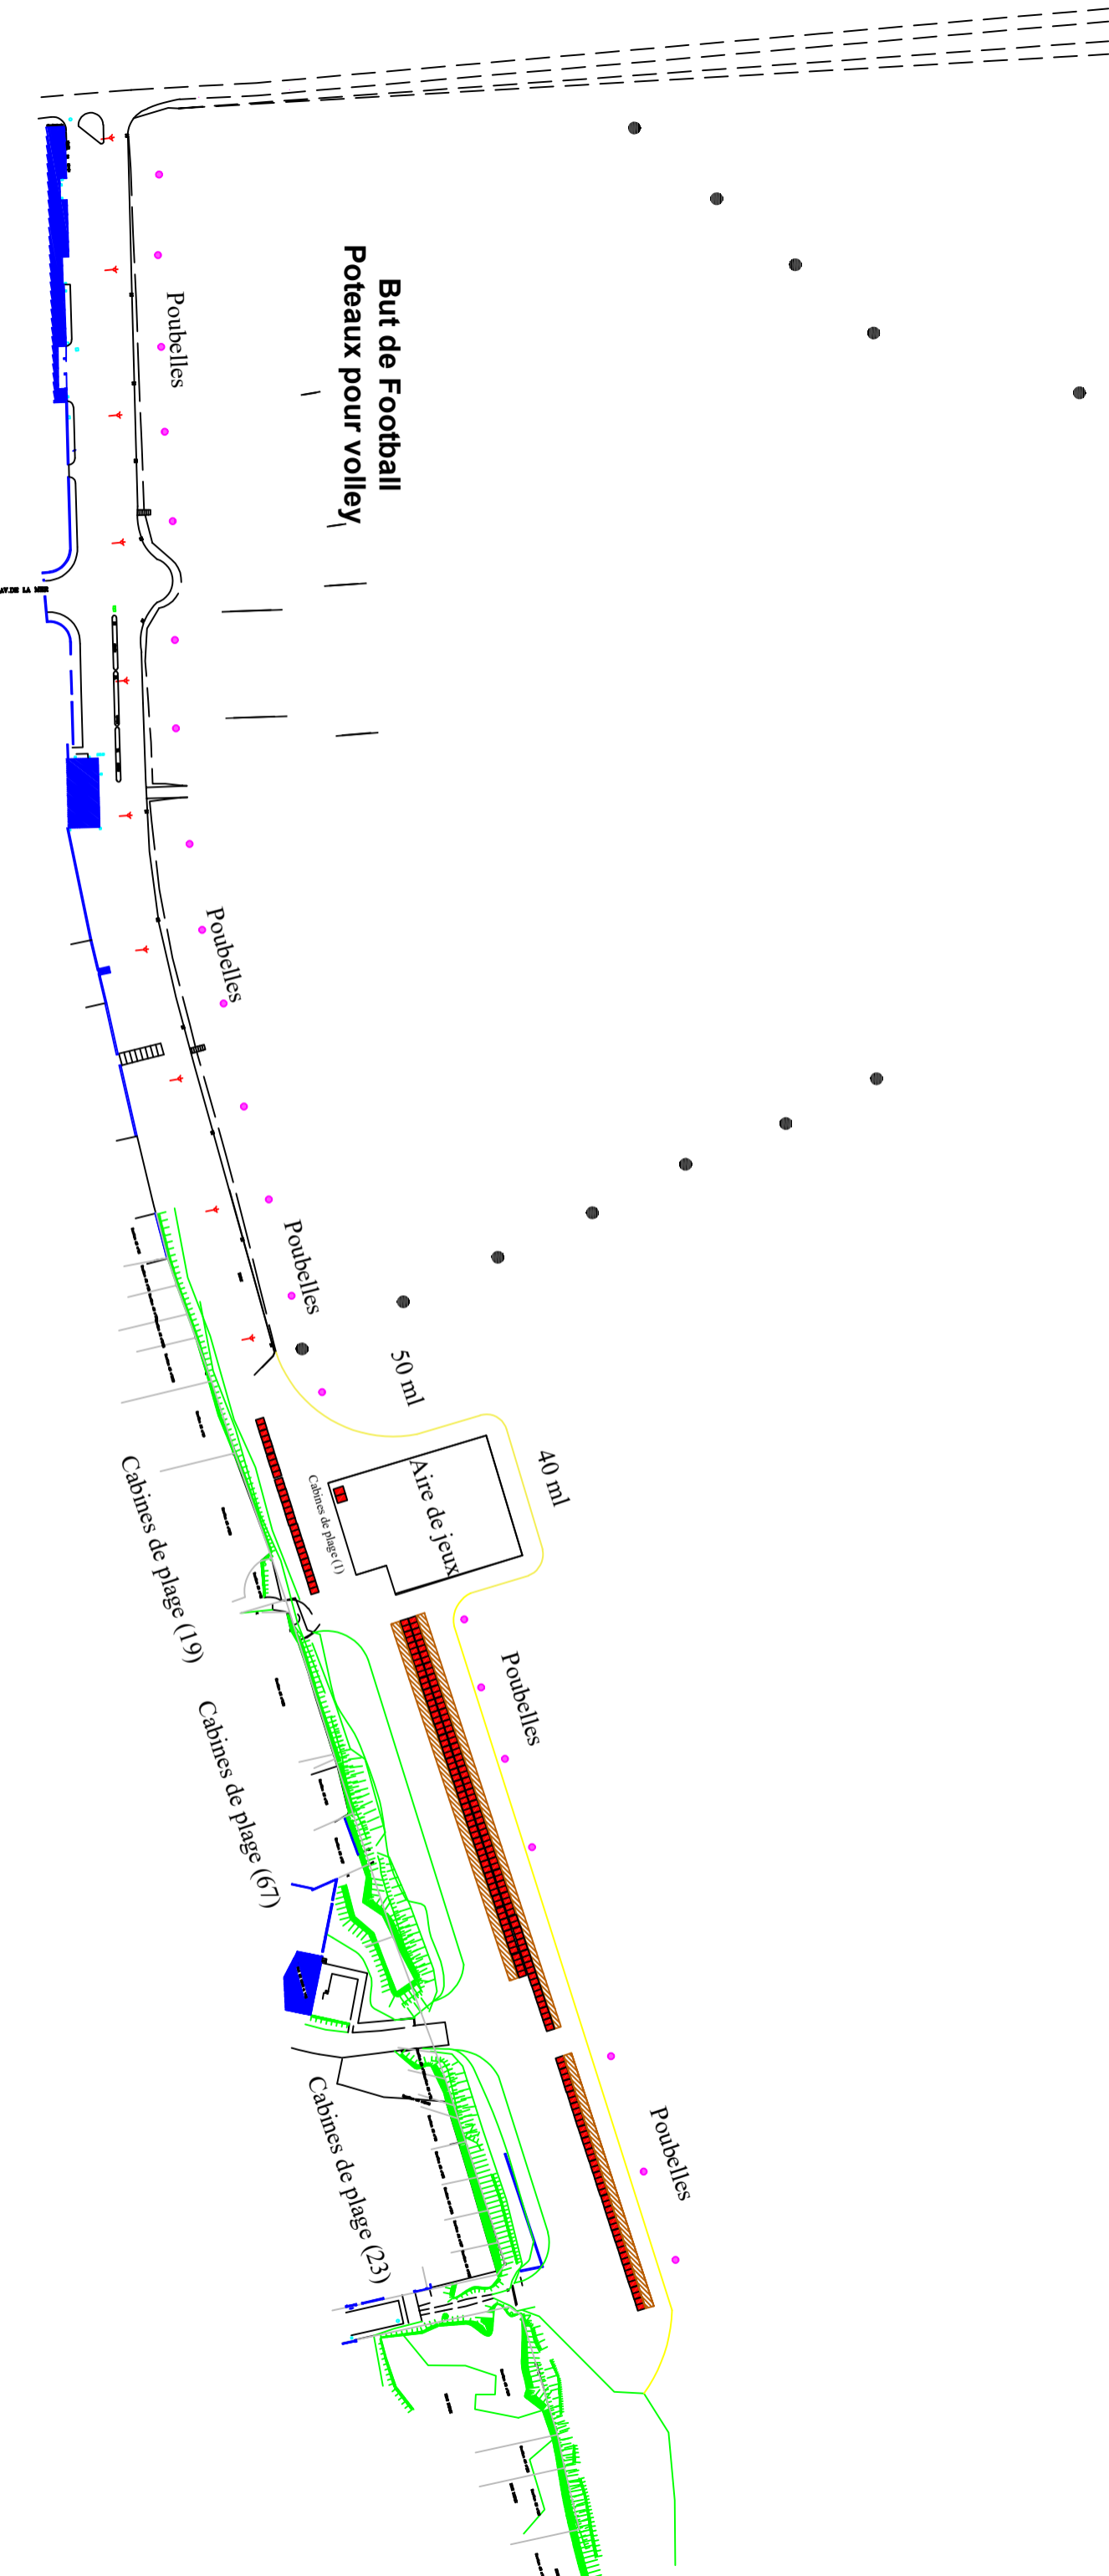 But de Football
Poteaux pour volley
Poubelles
AV.DE LA MER
Poubelles
Poubelles
50 ml
40 ml
Aire de jeux
Cabines de plage (1)
Cabines de plage (19)
Poubelles
Cabines de plage (67)
Cabines de plage (23)
Poubelles